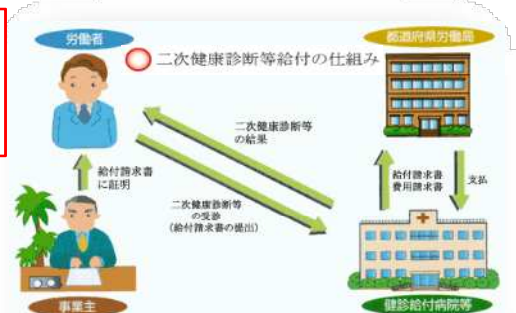 労働者
都道府県労働局
二次健康診断等給付の仕組み
二次健康診断等
の結果
給付請求書
に証明
二次健康診断等
の受診
(給付請求書の提出)
給付請求書
費用請求書
支払
事業主
健診給付病院等